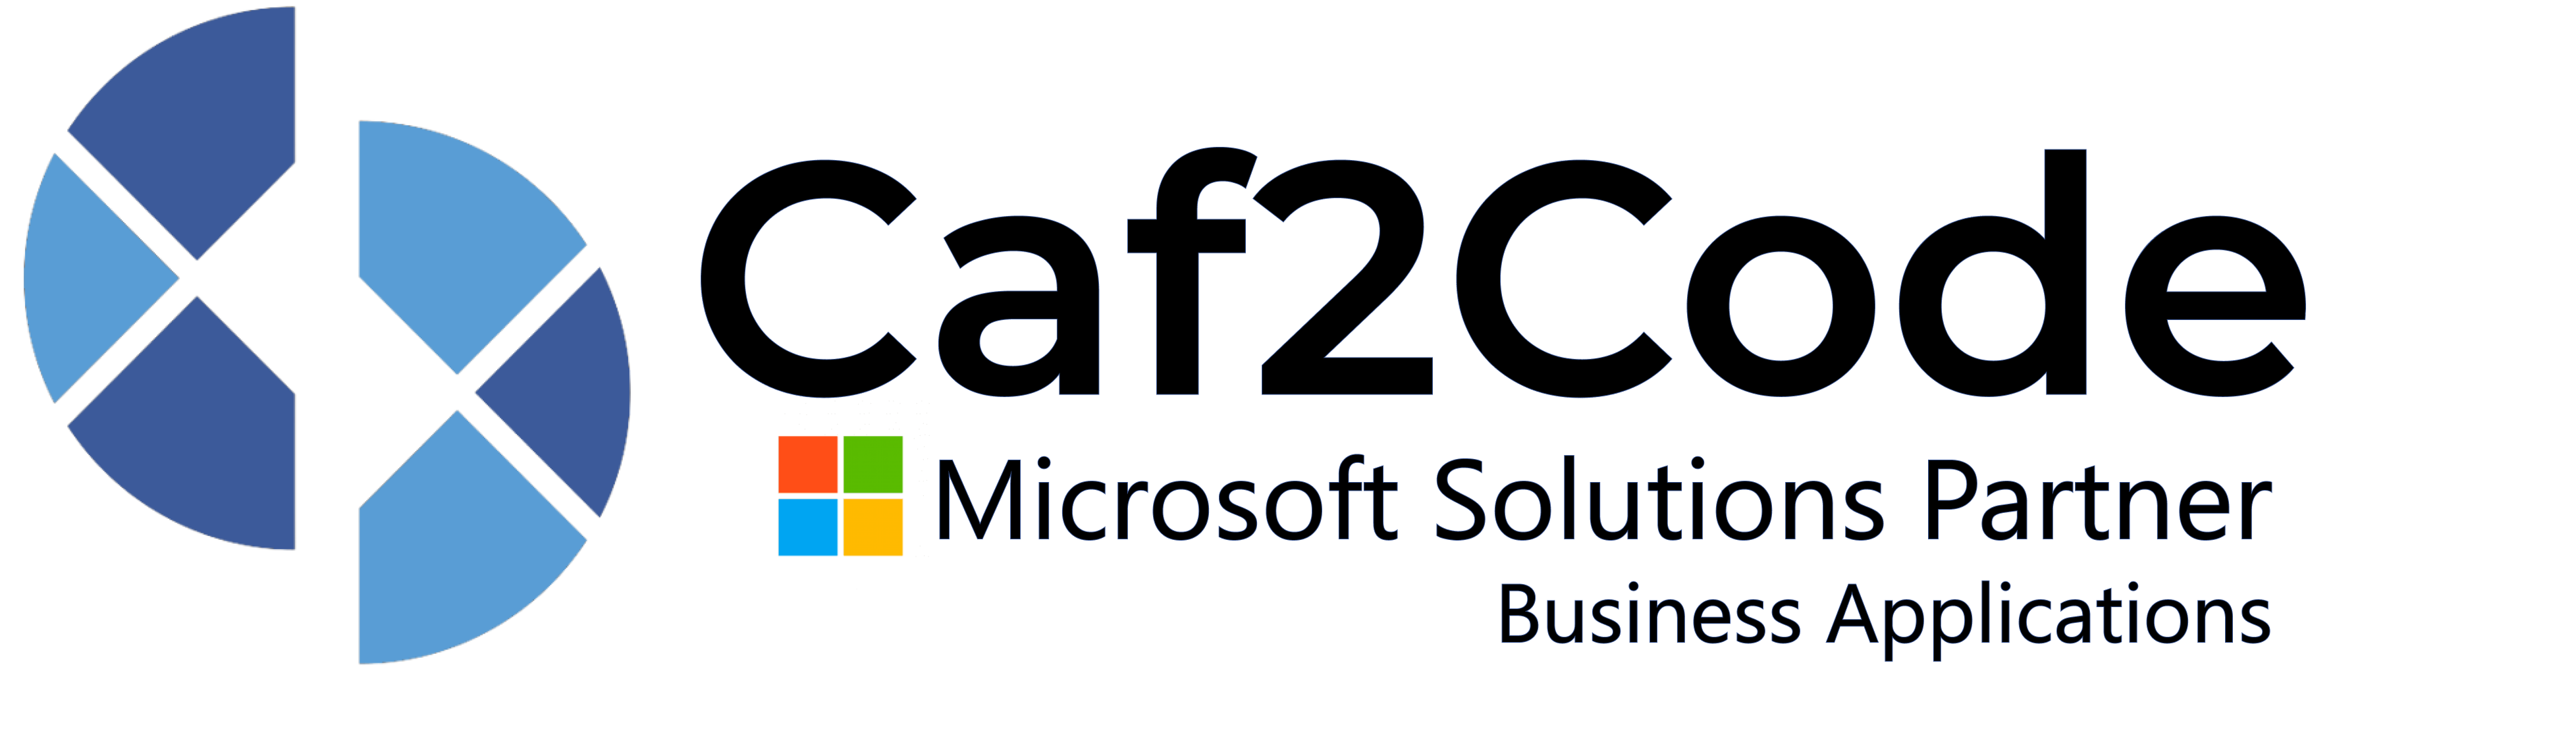 Caf2Code
Microsoft Solutions Partner
Business Applications